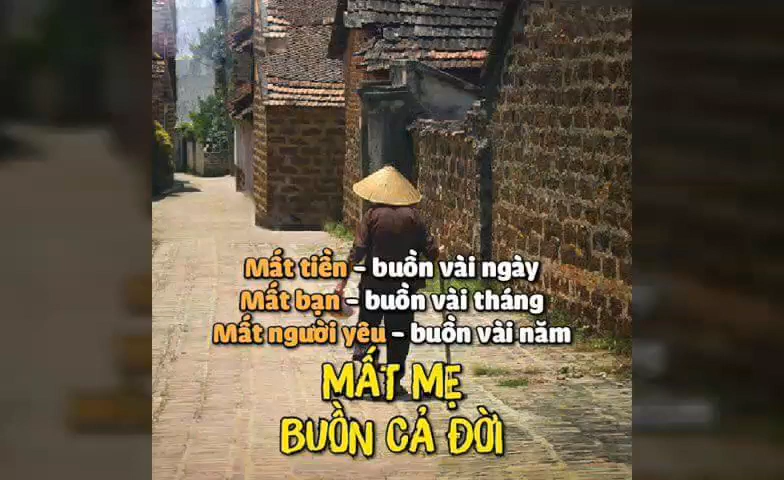 Mất tiền - buồn vài ngày
Mất bạn - buồn vài tháng
Mất người yêu - buồn vài năm
MẤT MẸ
BUỒN CẢ ĐỜI